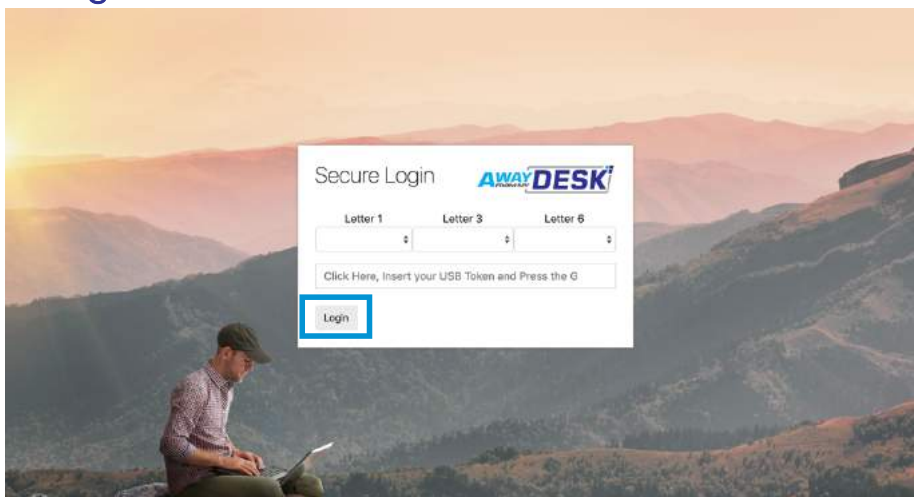 Secure Login
AWAY DESK
Letter 1 Letter 3 Letter 6
Click Here, Insert your USB Token and Press the G
Login